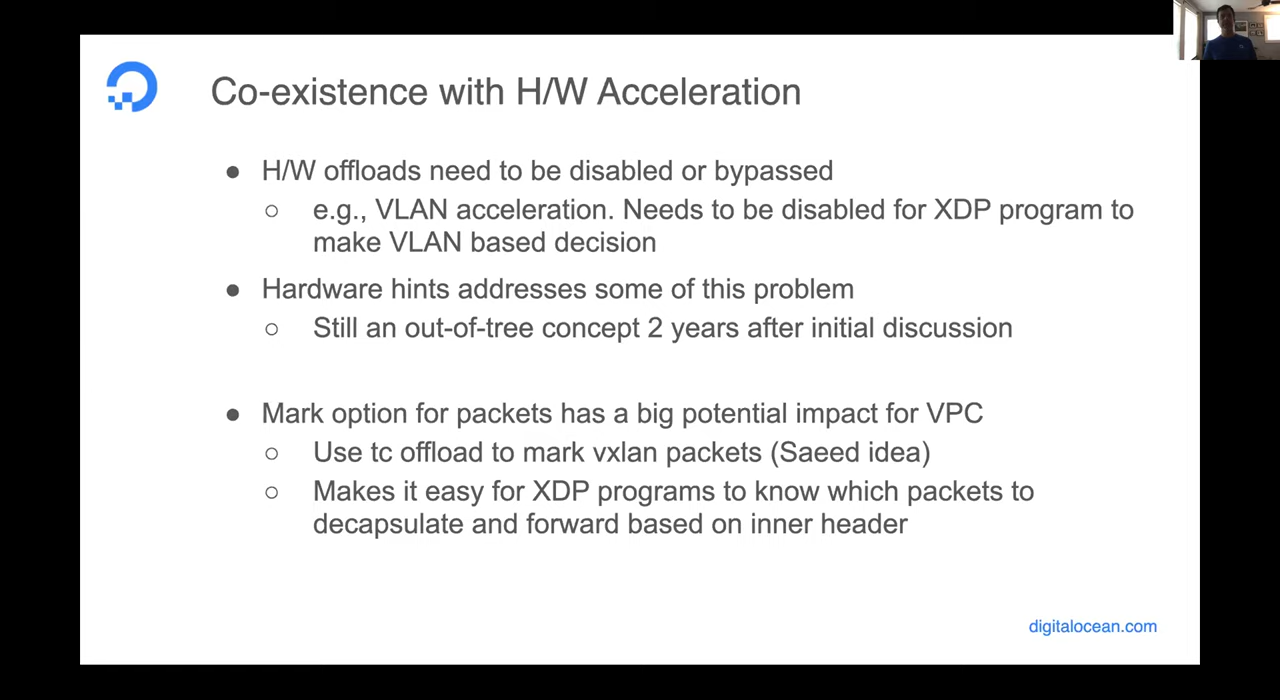 Co-existence with H/W Acceleration
● H/W offloads need to be disabled or bypassed
○ e.g., VLAN acceleration. Needs to be disabled for XDP program to
make VLAN based decision
● Hardware hints addresses some of this problem
○ Still an out-of-tree concept 2 years after initial discussion
● Mark option for packets has a big potential impact for VPC
○ Use tc offload to mark vxlan packets (Saeed idea)
○ Makes it easy for XDP programs to know which packets to
decapsulate and forward based on inner header
digitalocean.com